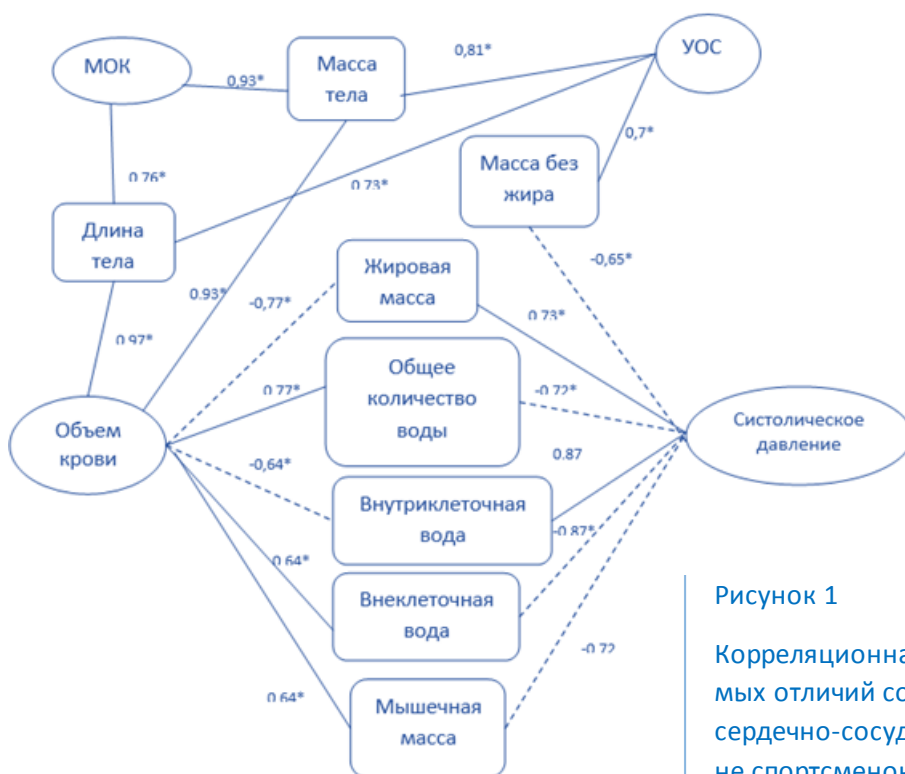 МОК
0,93*
Масса
тела
0,81*
УОС
0,7*
Масса без
жира
0.76*
0.73*
Длина
тела
-0,65*
Жировая
масса
0.93*
-0,77*
0.73*
0.97*
Общее
количество
воды
0.77*
-0.72*
Объем
крови
Систолическое
давление
-0,64*
0.87
Внутриклеточная
вода
-0.87*
0.64*
Внеклеточная
вода
-0.72
0.64*
Мышечная
масса
Рисунок 1
Корреляционна
мых отличий со
сердечно-сосуд
не спортсменок